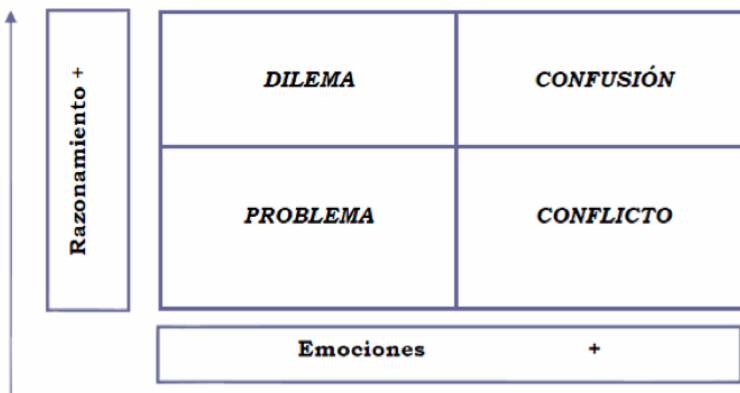 Razonamiento +
DILEMA
CONFUSIÓN
PROBLEMA
CONFLICTO
Emociones +